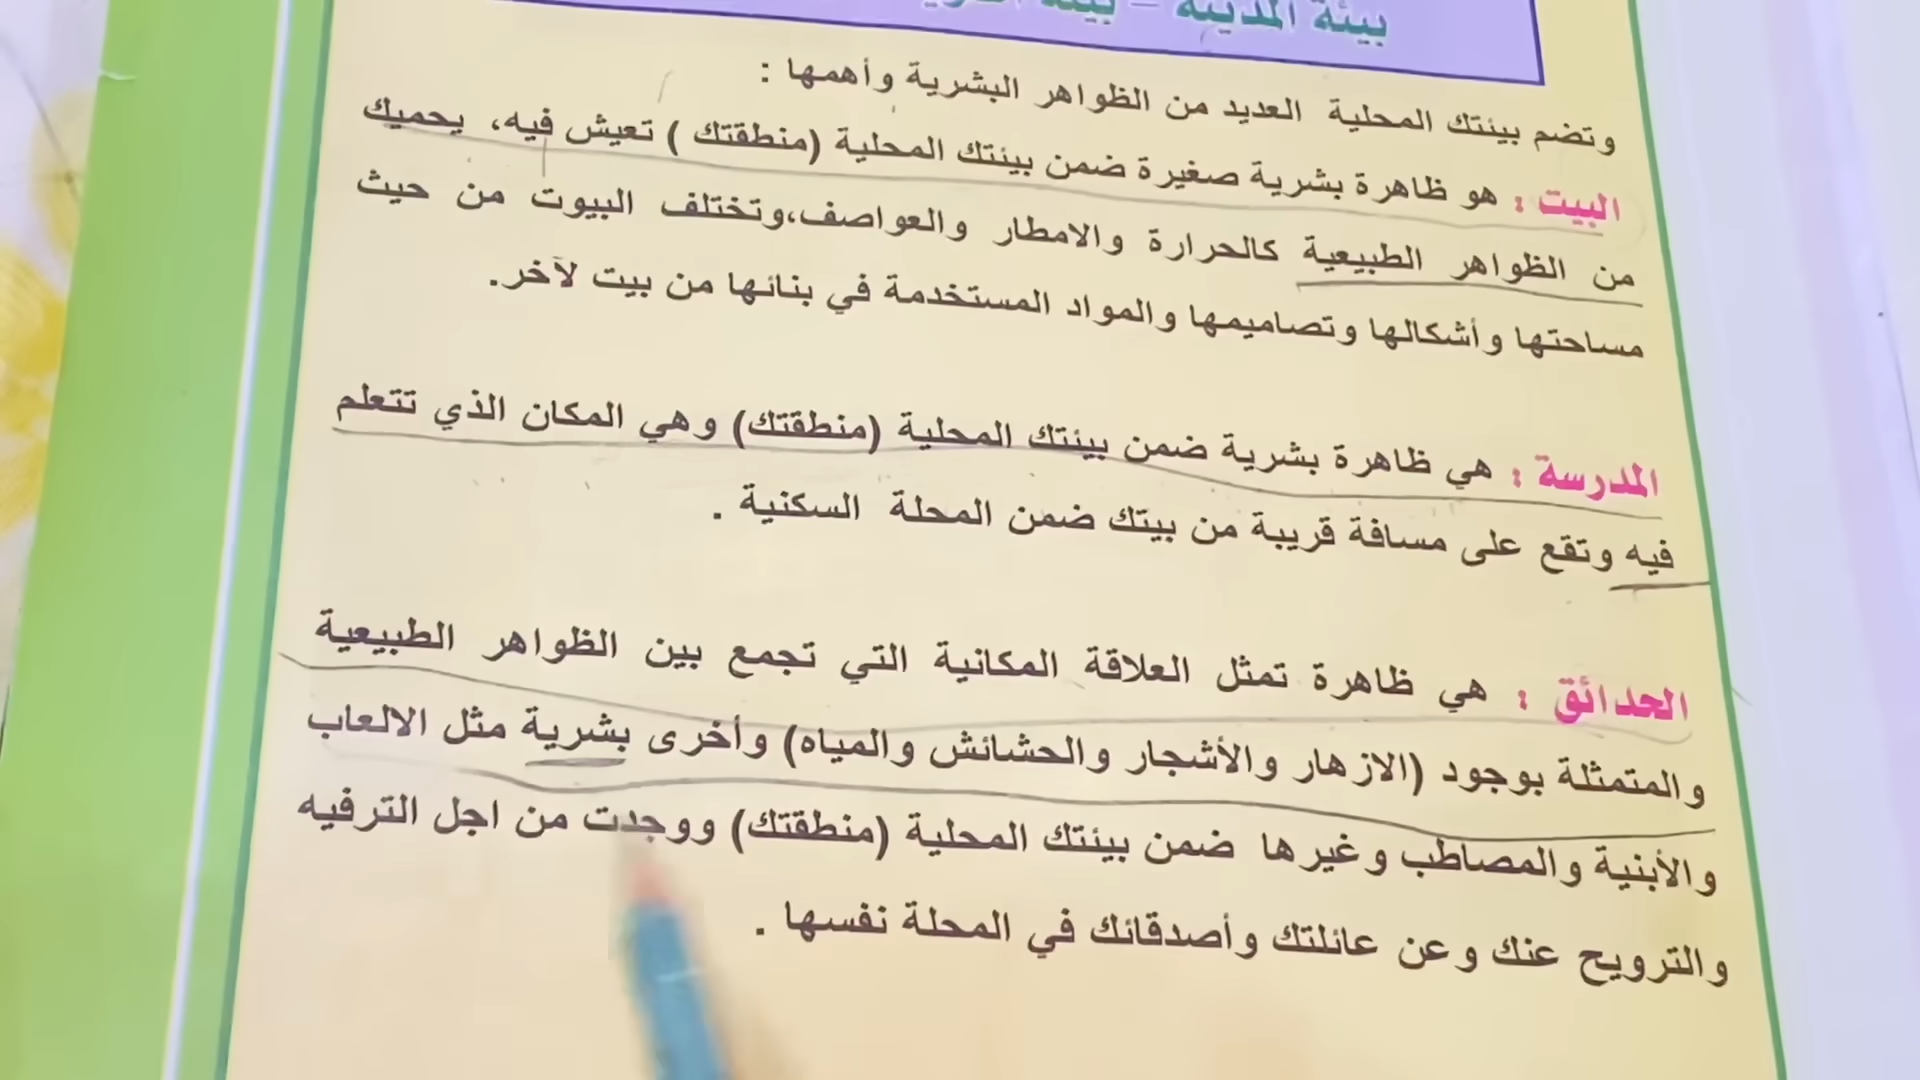 بيئة المدينة - بيئة
وتضم بيئتك المحلية العديد من الظواهر البشرية وأهمها :
البيت : هو ظاهرة بشرية صغيرة ضمن بيئتك المحلية (منطقتك ) تعيش فيه، يحميك
من الظواهر الطبيعية كالحرارة والامطار والعواصف،وتختلف البيوت من حيث
مساحتها وأشكالها وتصاميمها والمواد المستخدمة في بنائها من بيت لآخر.
المدرسة : هي ظاهرة بشرية ضمن بيئتك المحلية (منطقتك) وهي المكان الذي تتعلم
فيه وتقع على مسافة قريبة من بيتك ضمن المحلة السكنية .
الحدائق : هي ظاهرة تمثل العلاقة المكانية التي تجمع بين الظواهر الطبيعية
والمتمثلة بوجود (الازهار والأشجار والحشائش والمياه) وأخرى بشرية مثل الالعاب
والأبنية والمصاطب وغيرها ضمن بيئتك المحلية (منطقتك) ووجدت من اجل الترفيه
والترويح عنك وعن عائلتك وأصدقائك في المحلة نفسها .